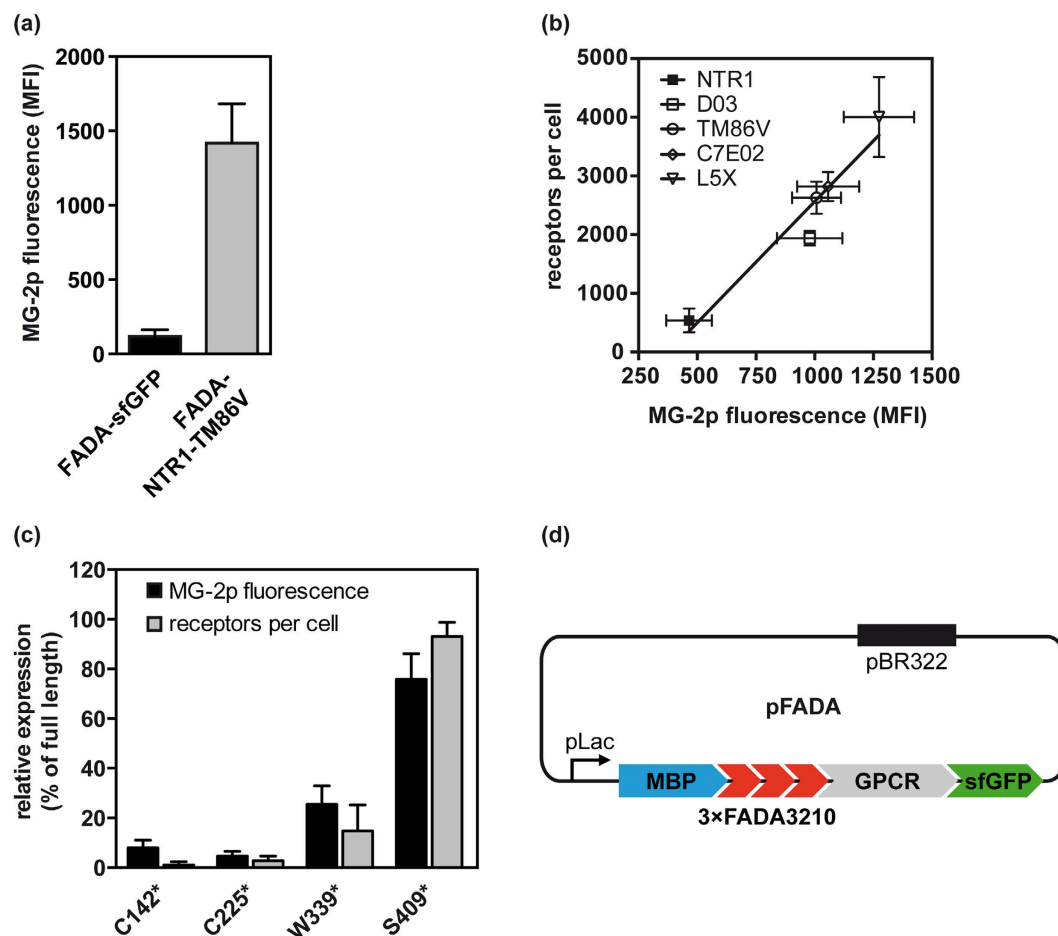 (a)
MG-2p fluorescence (MFI)
2000
1500
1000
500
0
FADA-sfGFP
FADA-
NTR1-TM86V
(b)
receptors per cell
5000
4000
3000
2000
1000
0
NTR1
D03
TM86V
C7E02
L5X
250 500 750 1000 1250 1500
MG-2p fluorescence (MFI)
(c)
relative expression
(% of full length)
120
100
80
60
40
20
0
MG-2p fluorescence
receptors per cell
C142*
C225*
W339*
S409*
(d)
pBR322
pFADA
pLac
MBP GPCR sfGFP
3×FADA3210